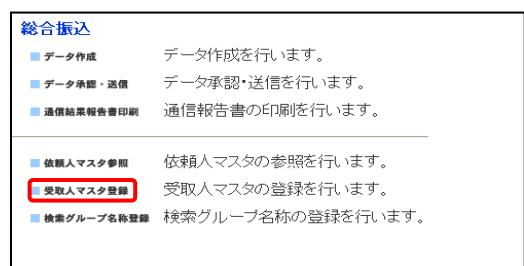 総合振込
データ作成 データ作成を行います。
データ承認・送信 データ承認・送信を行います。
通信結果報告書印刷 通信報告書の印刷を行います。
依頼人マスタ参照 依頼人マスタの参照を行います。
受取人マスタ登録 受取人マスタの登録を行います。
検索グループ名称登録 検索グループ名称の登録を行います。